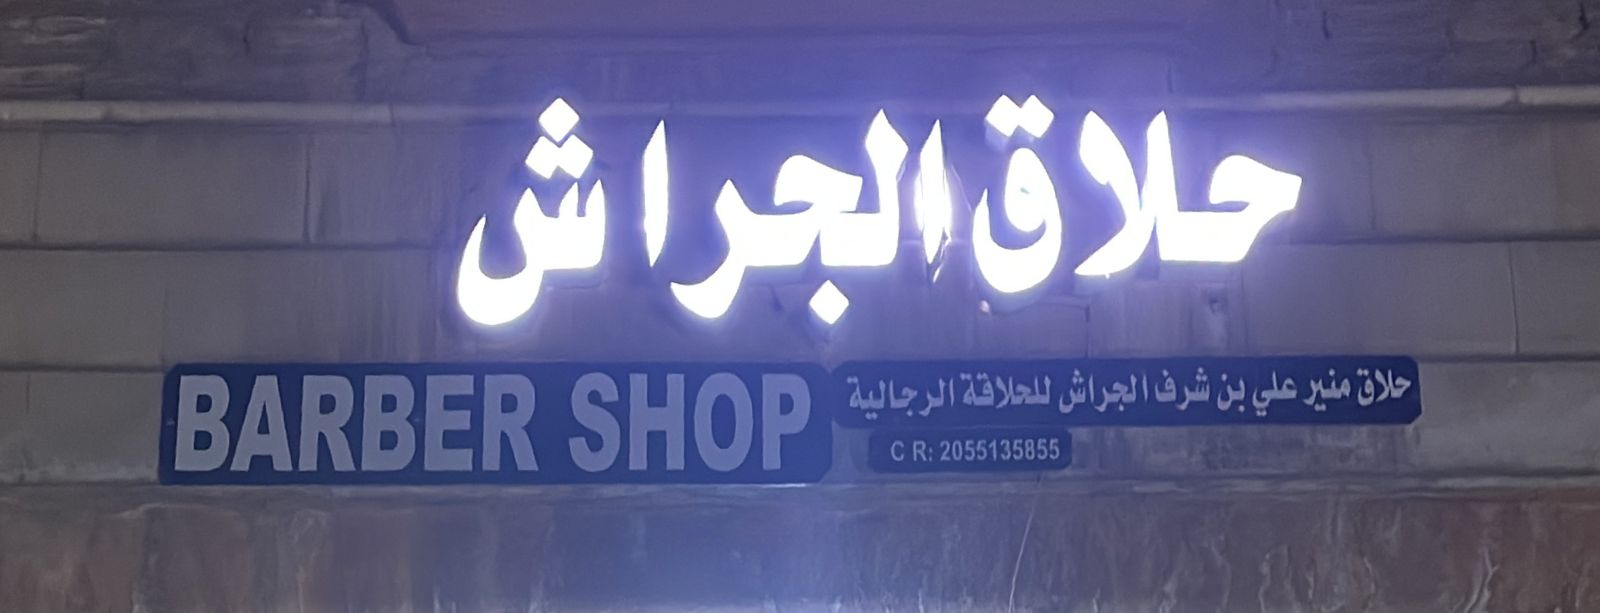 حلاق الجراش
BARBER SHOP
حلاق منير علي بن شرف الجراش للحلاقة الرجالية
C R: 2055135855